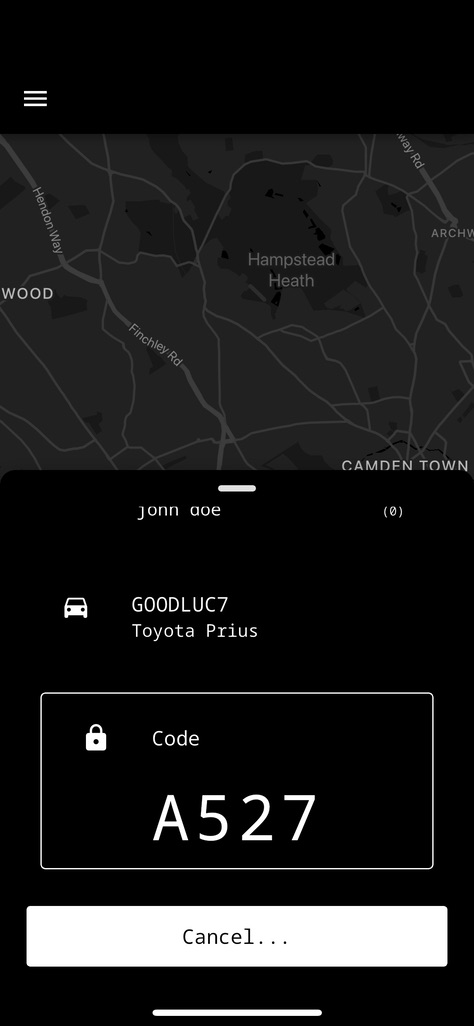 way Rd
Hendon Way
ARCHW
Hampstead
Heath
WOOD
Finchley Rd
CAMDEN TOWN
john doe
(0)
GOODLUC7
Toyota Prius
Code
A527
Cancel...